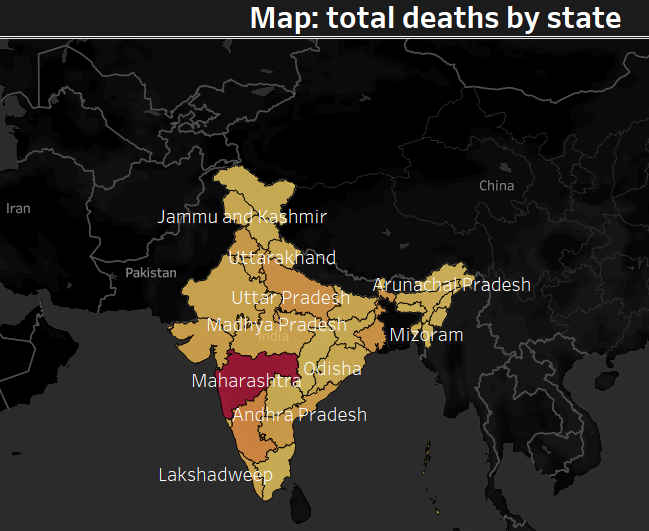 Map: total deaths by state
China
Iran
Jammu and Kashmir
Uttarakhand
Pakistan
Arunachal Pradesh
Uttar Pradesh
Madhya Pradesh
India
Mizoram
Odisha
Maharashtra
Andhra Pradesh
Lakshadweep